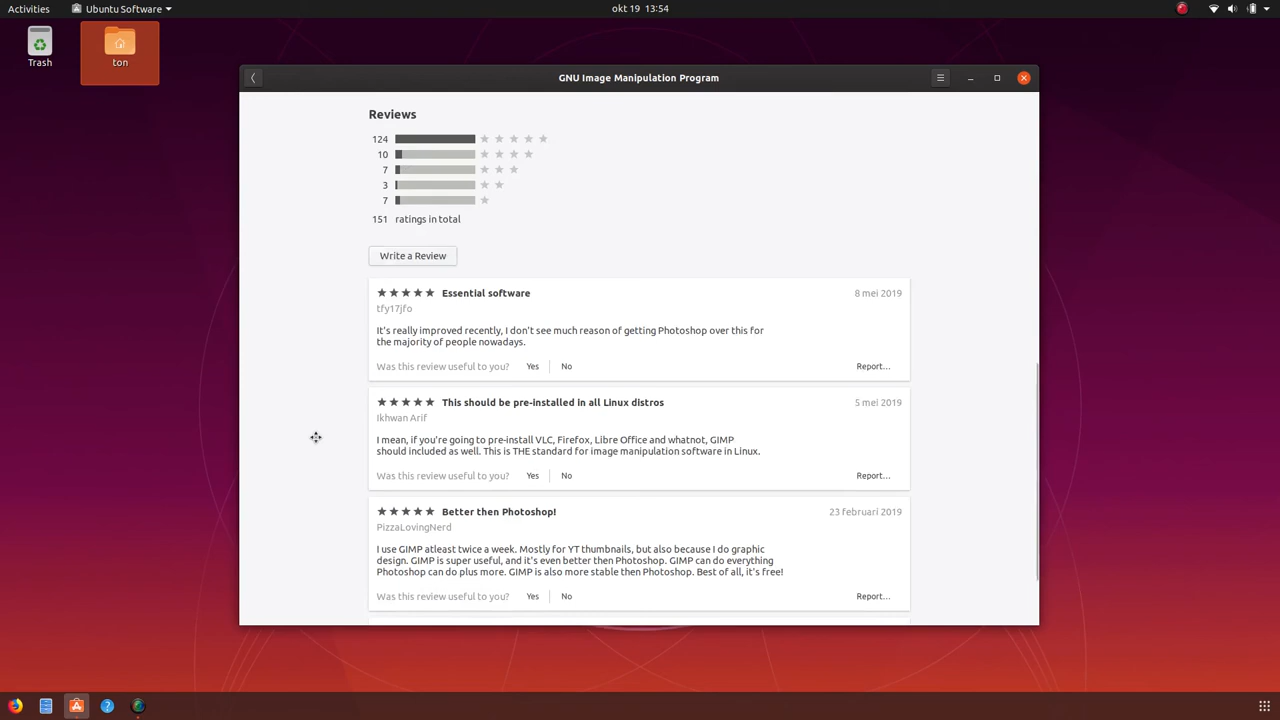 Activities
Ubuntu Software
okt 19 13:54
Trash
ton
GNU Image Manipulation Program
Reviews
124
10
7
3
7
151 ratings in total
Write a Review
Essential software 8 mei 2019
tfy17jfo
It's really improved recently, I don't see much reason of getting Photoshop over this for
the majority of people nowadays.
Was this review useful to you? Yes No Report…
This should be pre-installed in all Linux distros 5 mei 2019
Ikhwan Arif
I mean, if you're going to pre-install VLC, Firefox, Libre Office and whatnot, GIMP
should included as well. This is THE standard for image manipulation software in Linux.
Was this review useful to you? Yes No Report…
Better then Photoshop! 23 februari 2019
PizzaLovingNerd
I use GIMP atleast twice a week. Mostly for YT thumbnails, but also because I do graphic
design. GIMP is super useful, and it's even better then Photoshop. GIMP can do everything
Photoshop can do plus more. GIMP is also more stable then Photoshop. Best of all, it's free!
Was this review useful to you? Yes No Report…